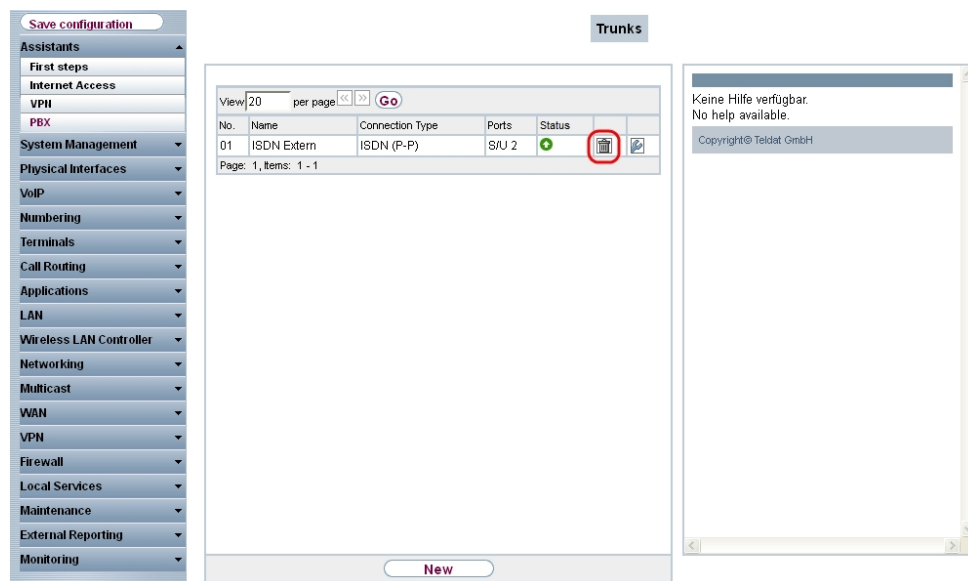 Save configuration
Trunks
Assistants
First steps
Internet Access
VPN
PBX
System Management
Physical Interfaces
VoIP
Numbering
Terminals
Call Routing
Applications
LAN
Wireless LAN Controller
Networking
Multicast
WAN
VPN
Firewall
Local Services
Maintenance
External Reporting
Monitoring
View 20 per page << >> Go
No. Name Connection Type Ports Status
01 ISDN Extern ISDN (P-P) S/U 2
Page: 1, Items: 1 - 1
New
Keine Hilfe verfügbar.
No help available.
Copyright© Teldat GmbH